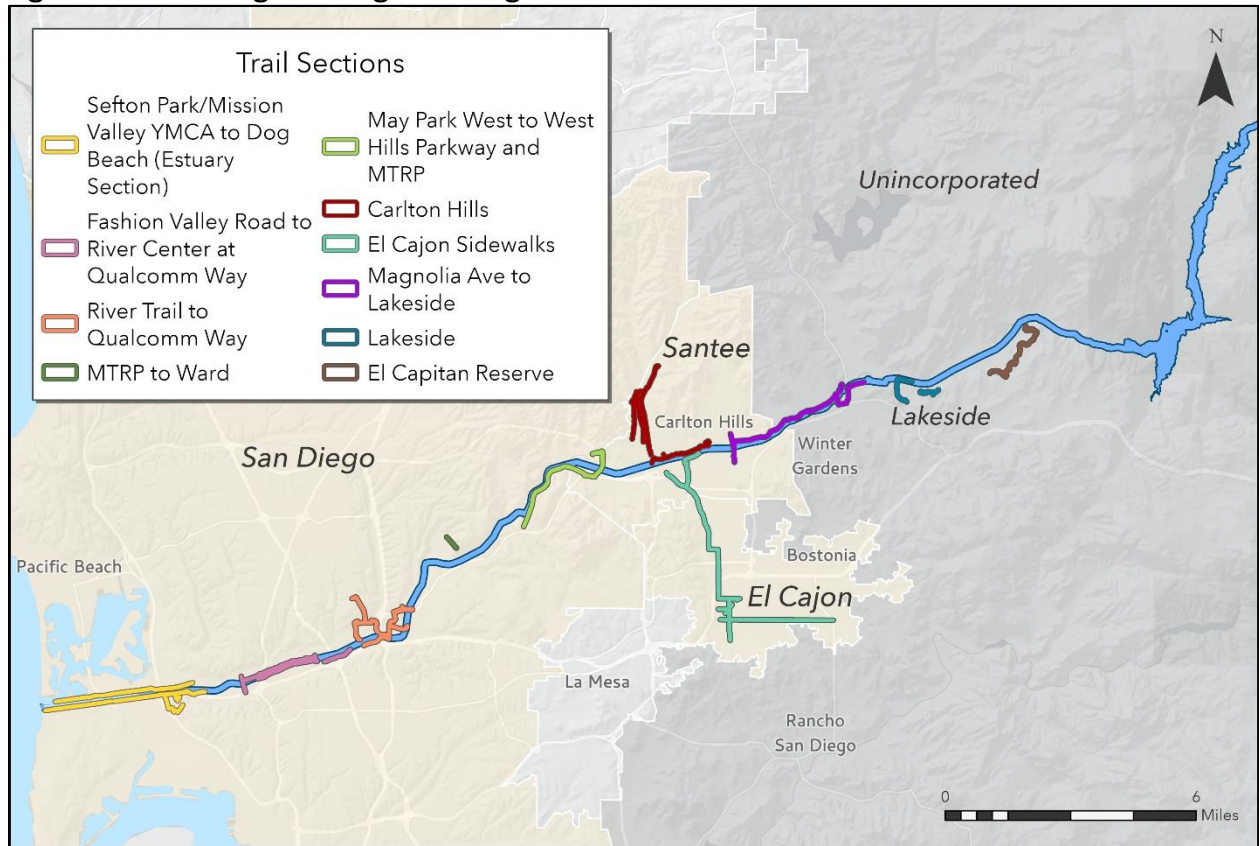 Trail Sections
Sefton Park/Mission
Valley YMCA to Dog
Beach (Estuary
Section)
Fashion Valley Road to
River Center at
Qualcomm Way
River Trail to
Qualcomm Way
MTRP to Ward
May Park West to West
Hills Parkway and
MTRP
Carlton Hills
El Cajon Sidewalks
Magnolia Ave to
Lakeside
Lakeside
El Capitan Reserve
N
Unincorporated
Santee
Carlton Hills
Lakeside
Winter
Gardens
San Diego
Pacific Beach
Bostonia
El Cajon
La Mesa
Rancho
San Diego
0 6
Miles